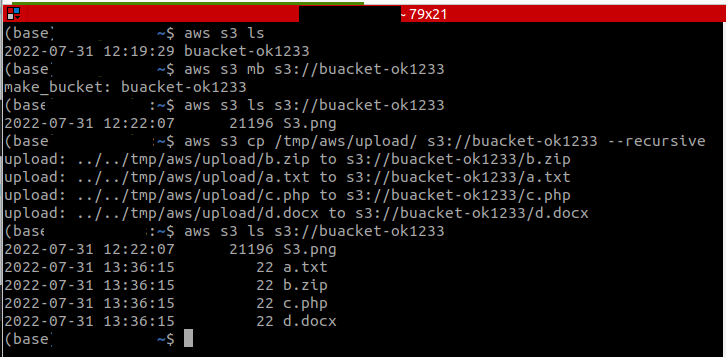 ~ 79x21
(base ~$ aws s3 ls
2022-07-31 12:19:29 buacket-ok1233
(base ~$ aws s3 mb s3://buacket-ok1233
make_bucket: buacket-ok1233
(base :~$ aws s3 ls s3://buacket-ok1233
2022-07-31 12:22:07      21196 S3.png
(base :~$ aws s3 cp /tmp/aws/upload/ s3://buacket-ok1233 --recursive
upload: ../../tmp/aws/upload/b.zip to s3://buacket-ok1233/b.zip
upload: ../../tmp/aws/upload/a.txt to s3://buacket-ok1233/a.txt
upload: ../../tmp/aws/upload/c.php to s3://buacket-ok1233/c.php
upload: ../../tmp/aws/upload/d.docx to s3://buacket-ok1233/d.docx
(base :~$ aws s3 ls s3://buacket-ok1233
2022-07-31 12:22:07      21196 S3.png
2022-07-31 13:36:15         22 a.txt
2022-07-31 13:36:15         22 b.zip
2022-07-31 13:36:15         22 c.php
2022-07-31 13:36:15         22 d.docx
(base ~$